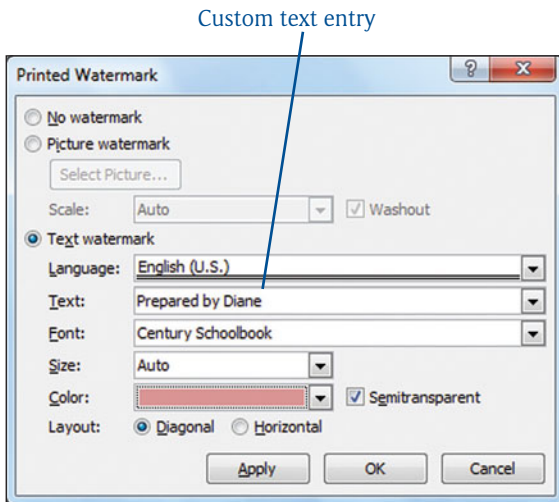 Custom text entry
Printed Watermark
No watermark
Picture watermark
Select Picture...
Scale: Auto Washout
Text watermark
Language: English (U.S.)
Text: Prepared by Diane
Font: Century Schoolbook
Size: Auto
Color: Semitransparent
Layout: Diagonal Horizontal
Apply OK Cancel